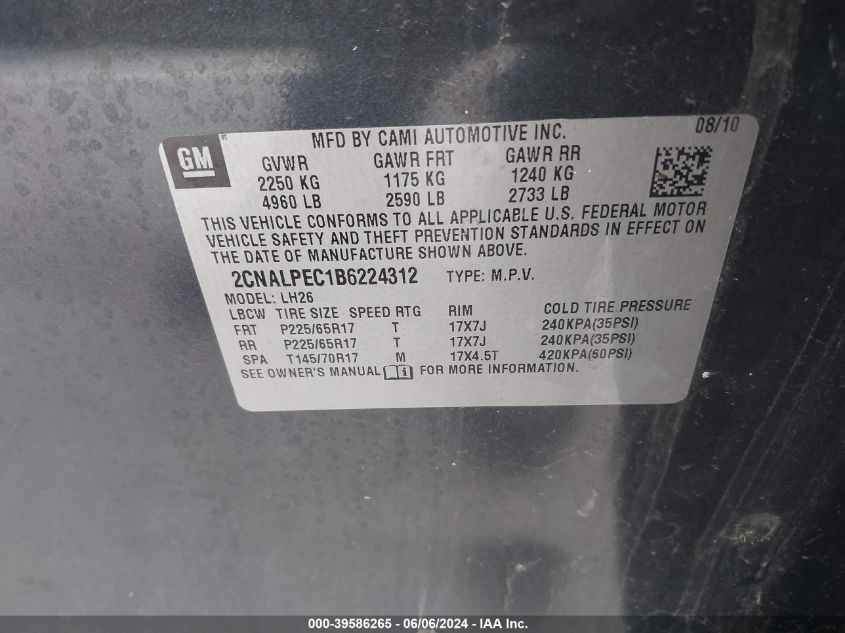 MFD BY CAMI AUTOMOTIVE INC. 08/10
GM
GVWR GAWR FRT GAWR RR
2250 KG 1175 KG 1240 KG
4960 LB 2590 LB 2733 LB
THIS VEHICLE CONFORMS TO ALL APPLICABLE U.S. FEDERAL MOTOR
VEHICLE SAFETY AND THEFT PREVENTION STANDARDS IN EFFECT ON
THE DATE OF MANUFACTURE SHOWN ABOVE.
2CNALPEC1B6224312 TYPE: M.P.V.
MODEL: LH26
LBCW TIRE SIZE SPEED RTG RIM COLD TIRE PRESSURE
FRT P225/65R17 T 17X7J 240KPA(35PSI)
RR P225/65R17 T 17X7J 240KPA(35PSI)
SPA T145/70R17 M 17X4.5T 420KPA(60PSI)
SEE OWNER'S MANUAL FOR MORE INFORMATION.
000-39586265 - 06/06/2024 - IAA Inc.